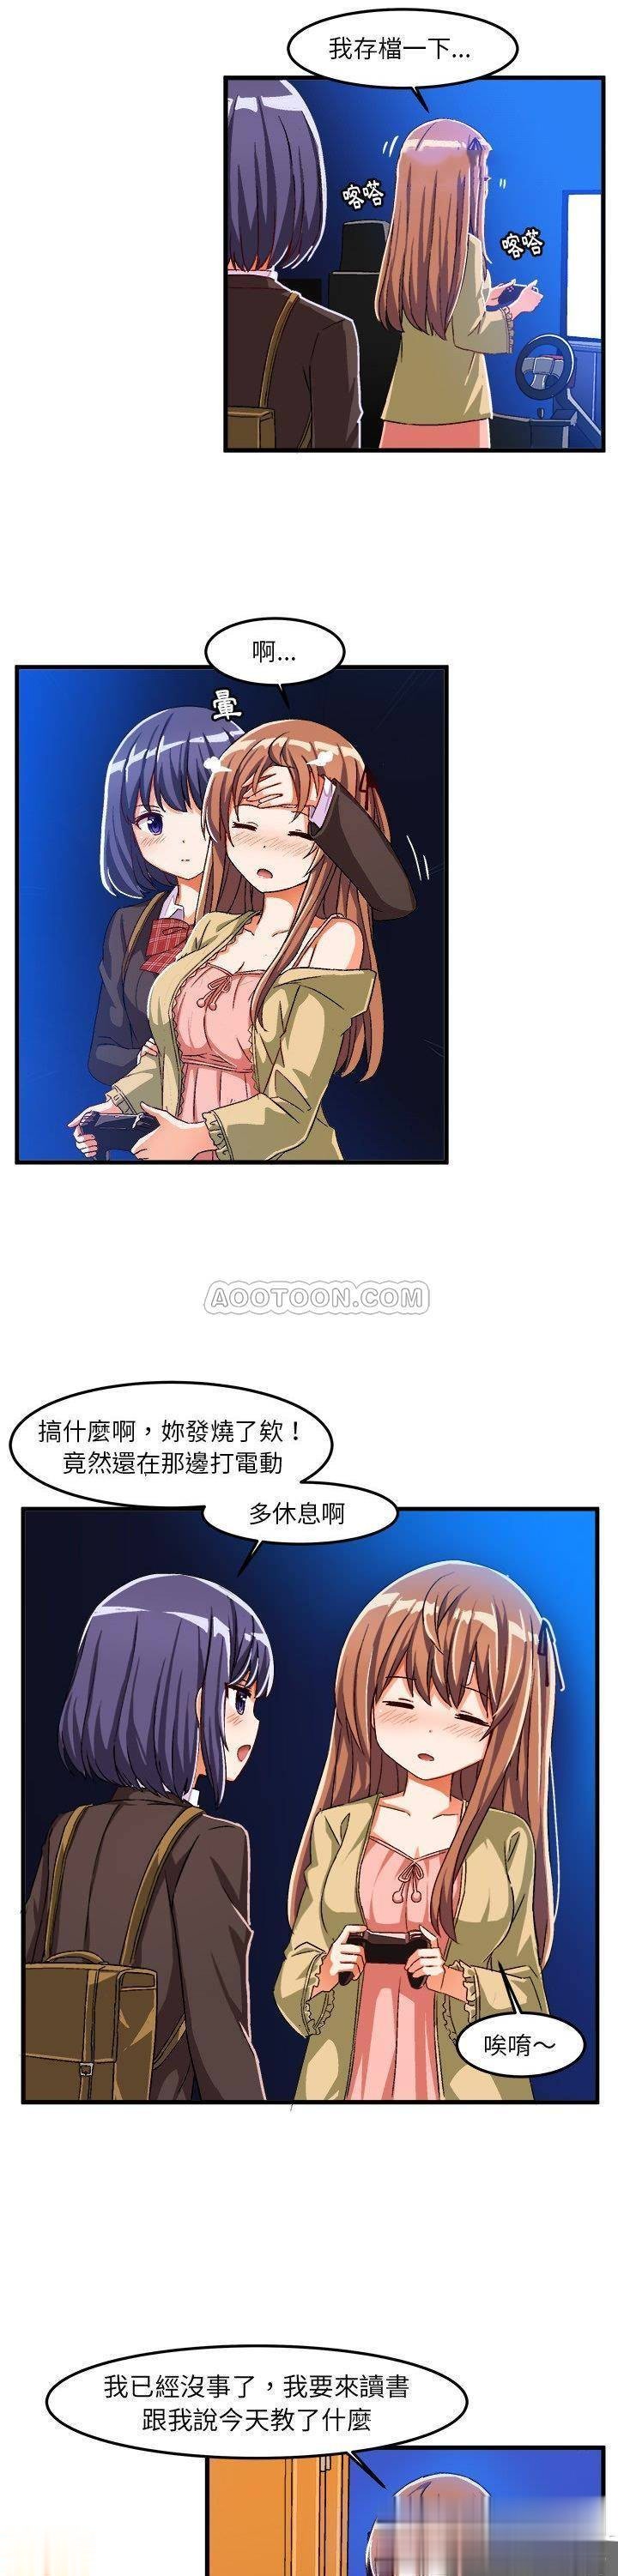 我存檔一下...
喀嗒
喀嗒
啊...
暈
AOOTOON.COM
搞什麼啊，妳發燒了欸！
竟然還在那邊打電動
多休息啊
唉唷～
我已經沒事了，我要來讀書
跟我說今天教了什麼